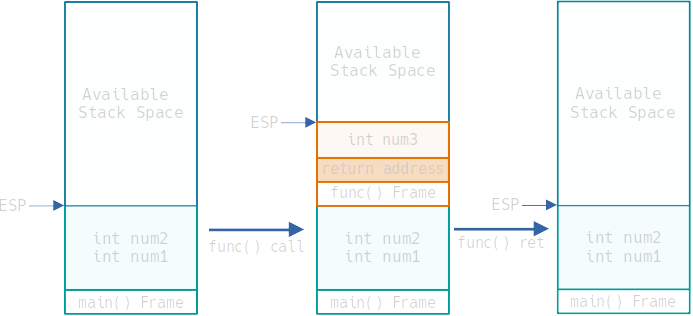 Available
Stack Space
ESP
int num2
int num1
main() Frame
func() call
Available
Stack Space
ESP
int num3
return address
func() Frame
int num2
int num1
main() Frame
func() ret
Available
Stack Space
ESP
int num2
int num1
main() Frame